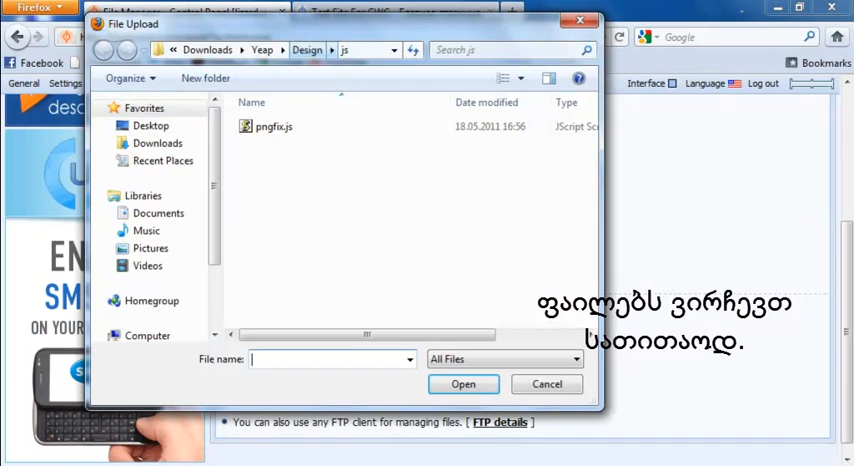 Firefox
File Upload
Downloads Yeap Design js
Search js
Google
Facebook
Bookmarks
Organize
New folder
General Settings
Interface
Language
Log out
Favorites
Desktop
Downloads
Recent Places
Libraries
Documents
Music
Pictures
Videos
Homegroup
Computer
Name
Date modified
Type
pngfix.js
18.05.2011 16:56
JScript Scr
desc
EN
SM
ON YOUR
ფაილებს ვირჩევთ
სათითაოდ.
File name:
All Files
Open
Cancel
You can also use any FTP client for managing files. [ FTP details ]